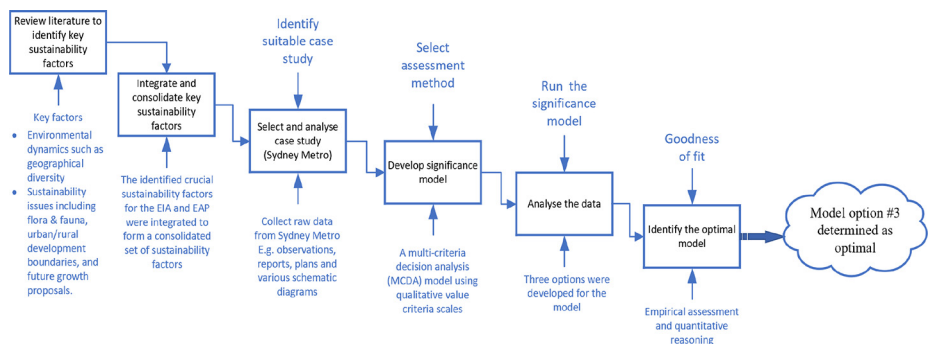 Review literature to
identify key
sustainability
factors
Key factors
• Environmental
dynamics such as
geographical
diversity
• Sustainability
issues including
flora & fauna,
urban/rural
development
boundaries, and
future growth
proposals.
Integrate and
consolidate key
sustainability
factors
The identified crucial
sustainability factors
for the EIA and EAP
were integrated to
form a consolidated
set of sustainability
factors
Identify
suitable case
study
Select and analyse
case study
(Sydney Metro)
Collect raw data
from Sydney Metro
E.g. observations,
reports, plans and
various schematic
diagrams
Select
assessment
method
Develop significance
model
A multi-criteria
decision analysis
(MCDA) model using
qualitative value
criteria scales
Run the
significance
model
Analyse the data
Three options were
developed for the
model
Goodness
of fit
Identify the optimal
model
Empirical assessment
and quantitative
reasoning
Model option #3
determined as
optimal